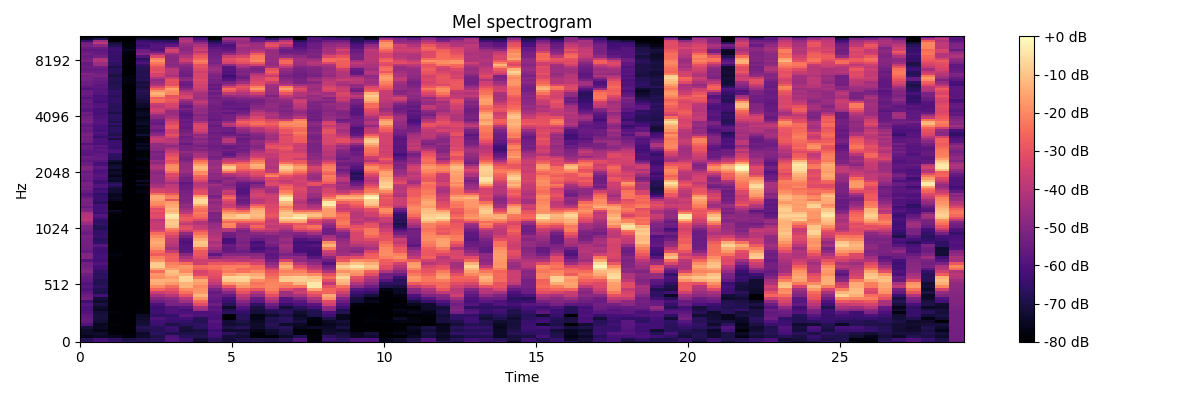 Mel spectrogram
Hz
8192
4096
2048
1024
512
0
0 5 10 15 20 25
Time
+0 dB
-10 dB
-20 dB
-30 dB
-40 dB
-50 dB
-60 dB
-70 dB
-80 dB